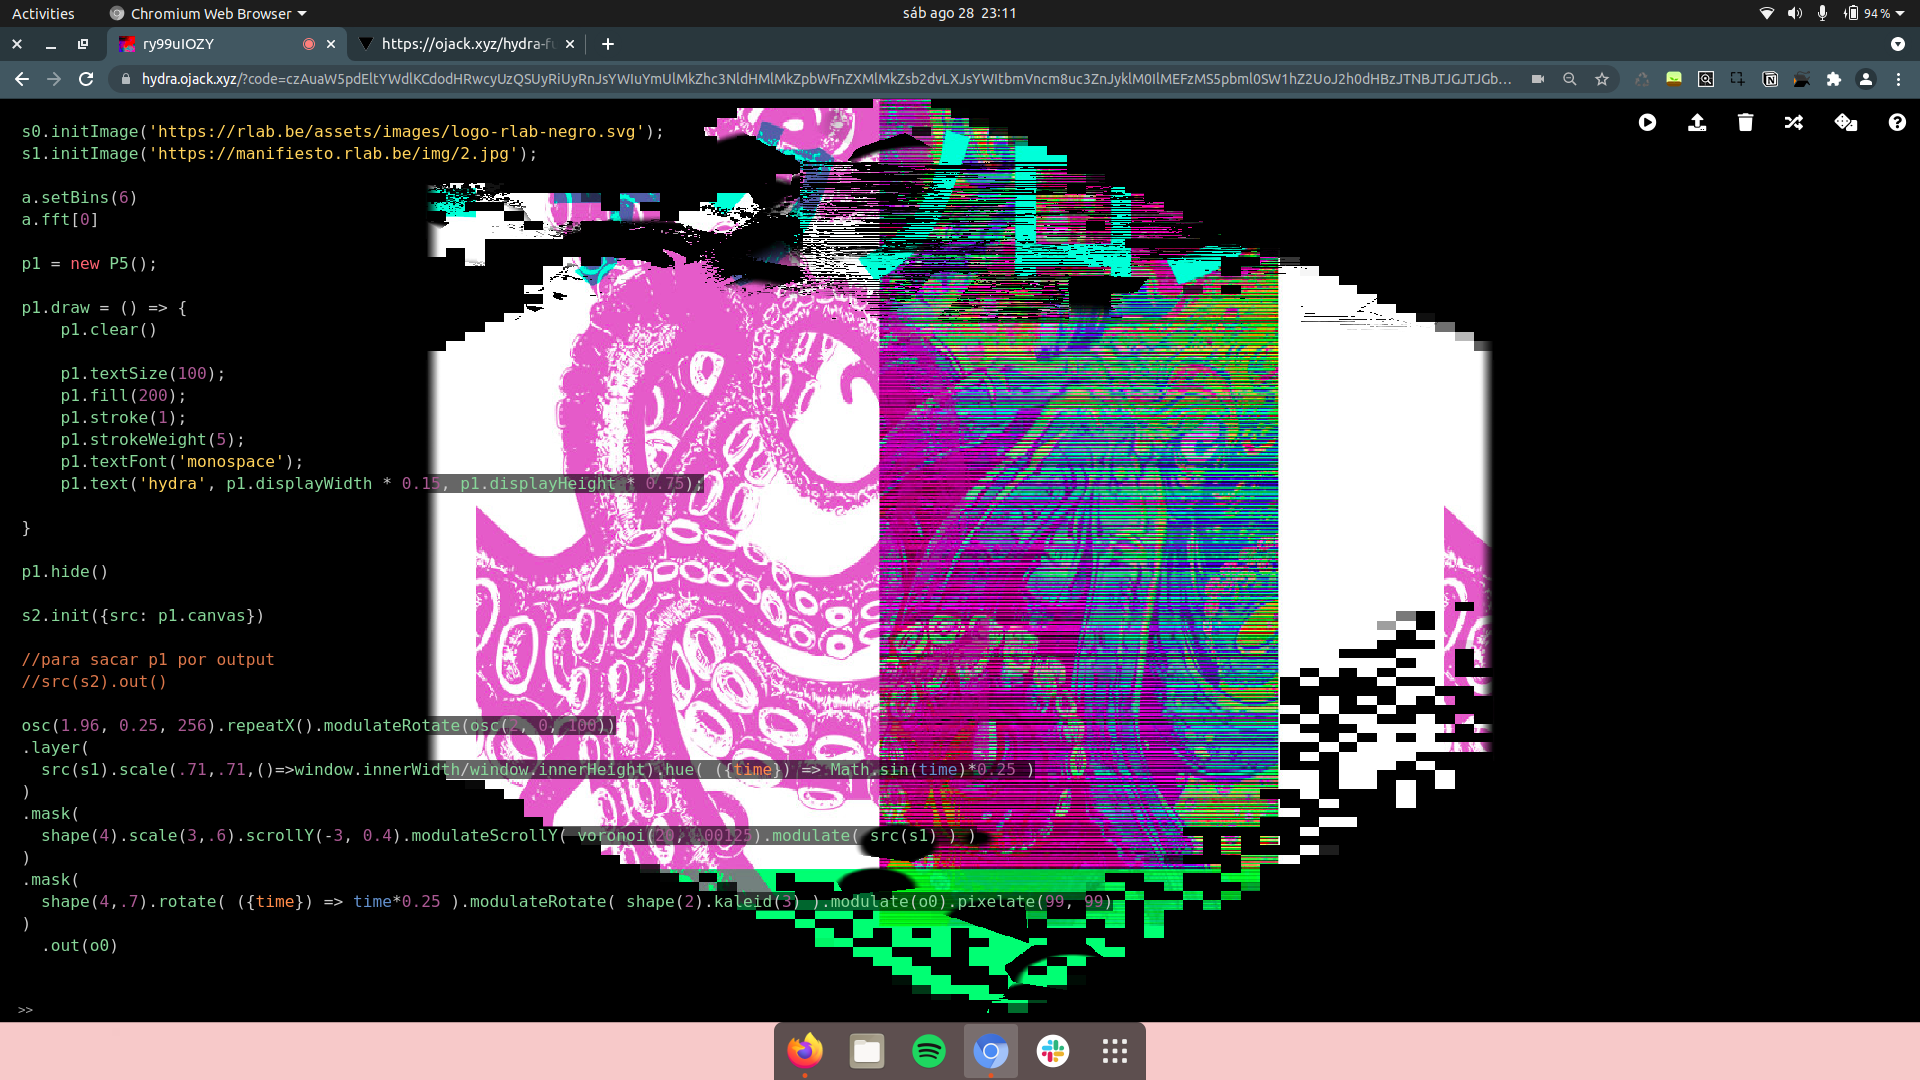 Activities
Chromium Web Browser
sáb ago 28 23:11
94 %
ry99uIOZY
https://ojack.xyz/hydra-fu
hydra.ojack.xyz/?code=czAuaW5pdEltYWdlKCdodHRwcyUzQSUyRiUyRnJsYWIuYmUlMkZhc3NldHMlMkZpbWFnZXMlMkZsb2dvLXJsYWItbmVncm8uc3ZnJyklM0IlMEFzMS5pbml0SW1hZ2UoJ2h0dHBzJTNBJTJGJTJGb...
s0.initImage('https://rlab.be/assets/images/logo-rlab-negro.svg');
s1.initImage('https://manifiesto.rlab.be/img/2.jpg');
a.setBins(6)
a.fft[0]
p1 = new P5();
p1.draw = () => {
p1.clear()
p1.textSize(100);
p1.fill(200);
p1.stroke(1);
p1.strokeWeight(5);
p1.textFont('monospace');
p1.text('hydra', p1.displayWidth * 0.15, p1.displayHeight * 0.75);
}
p1.hide()
s2.init({src: p1.canvas})
//para sacar p1 por output
//src(s2).out()
osc(1.96, 0.25, 256).repeatX().modulateRotate(osc(2, 0, 100))
.layer(
src(s1).scale(.71,.71,()=>window.innerWidth/window.innerHeight).hue( ({time}) => Math.sin(time)*0.25 )
)
.mask(
shape(4).scale(3,.6).scrollY(-3, 0.4).modulateScrollY( voronoi(20,.00125).modulate( src(s1) ) )
)
.mask(
shape(4,.7).rotate( ({time}) => time*0.25 ).modulateRotate( shape(2).kaleid(3) ).modulate(o0).pixelate(99, 99)
)
.out(o0)
>>